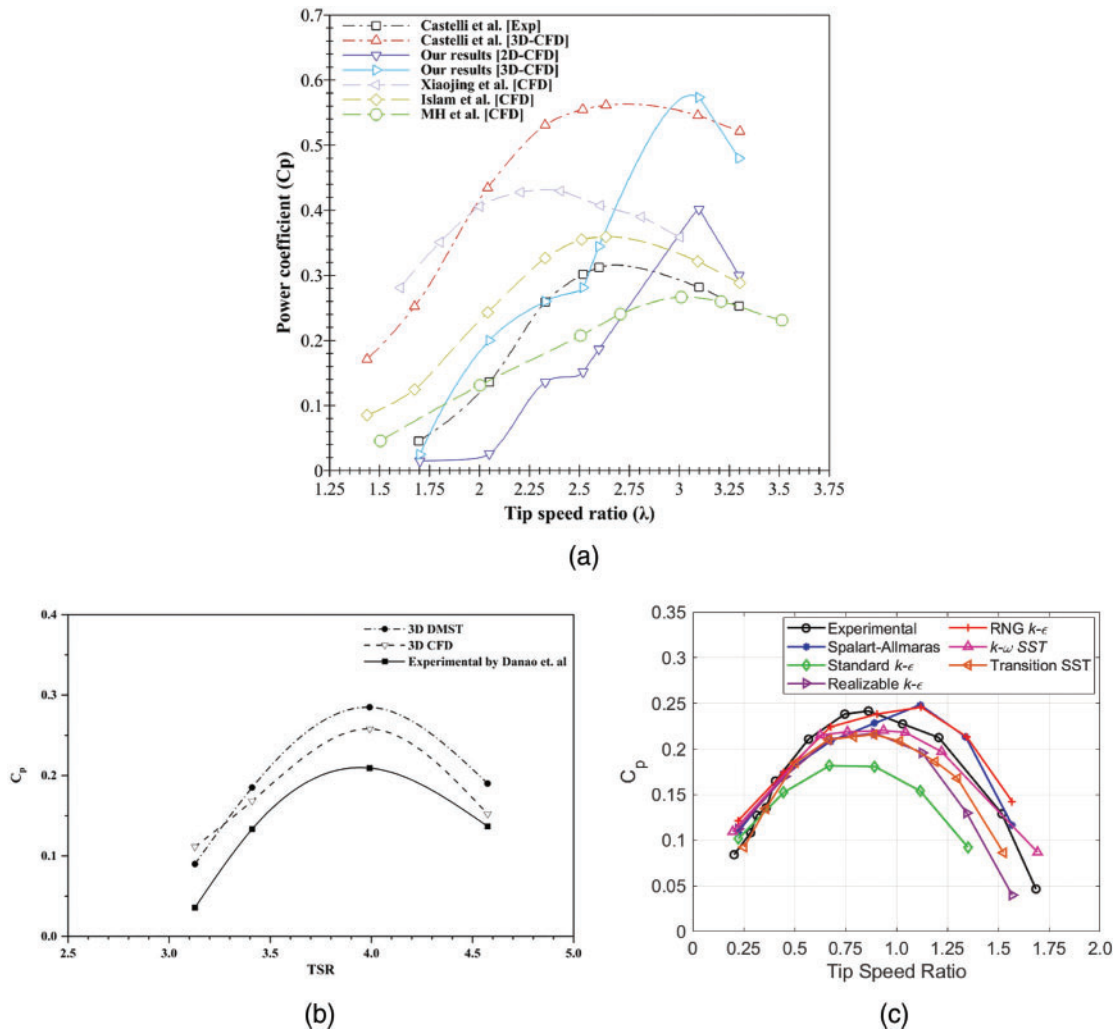 0.7
Castelli et al. [Exp]
Castelli et al. [3D-CFD]
Our results [2D-CFD]
Our results [3D-CFD]
Xiaojing et al. [CFD]
Islam et al. [CFD]
MH et al. [CFD]
0.6
0.5
0.4
0.3
0.2
0.1
0
Power coefficient (Cp)
1.25 1.5 1.75 2 2.25 2.5 2.75 3 3.25 3.5 3.75
Tip speed ratio (λ)
(a)
0.4
3D DMST
3D CFD
Experimental by Danao et. al
0.3
0.2
0.1
0.0
Cp
2.5 3.0 3.5 4.0 4.5 5.0
TSR
(b)
0.35
Experimental
Spalart-Allmaras
Standard k-ϵ
Realizable k-ϵ
RNG k-ϵ
k-ω SST
Transition SST
0.3
0.25
0.20
0.15
0.10
0.05
0
Cp
0 0.25 0.5 0.75 1.0 1.25 1.5 1.75 2.0
Tip Speed Ratio
(c)